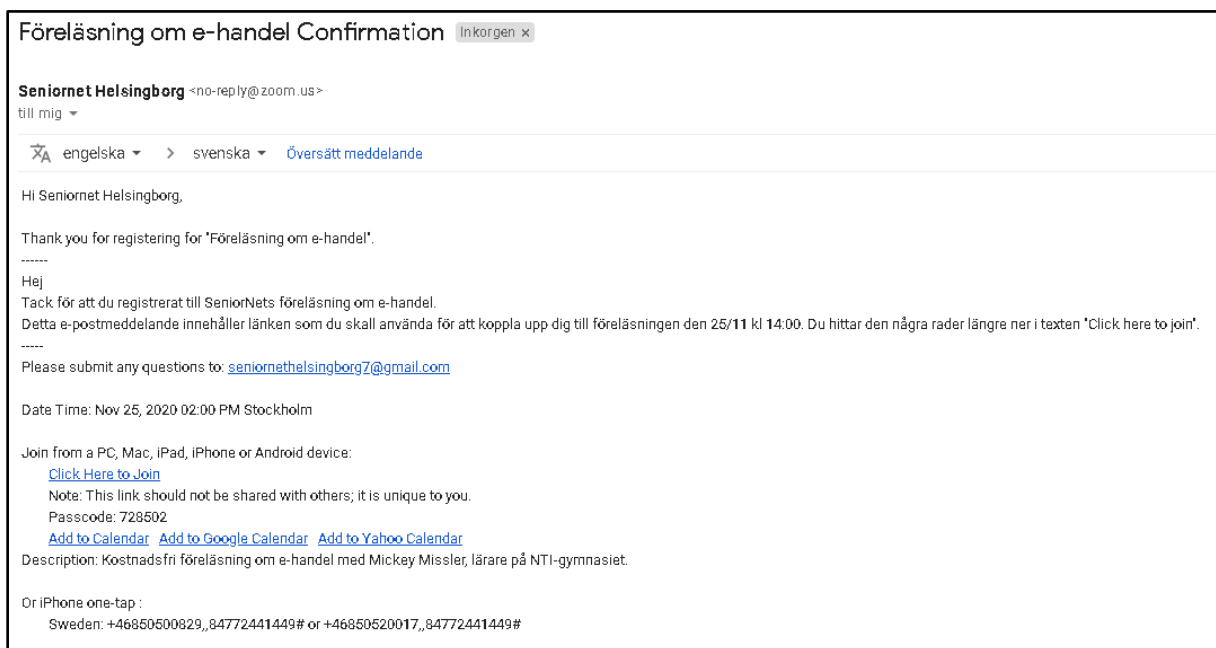 Föreläsning om e-handel Confirmation Inkorgen ×
Seniornet Helsingborg <no-reply@zoom.us>
till mig
engelska > svenska Översätt meddelande
Hi Seniornet Helsingborg,
Thank you for registering for "Föreläsning om e-handel".
------
Hej
Tack för att du registrerat till SeniorNets föreläsning om e-handel.
Detta e-postmeddelande innehåller länken som du skall använda för att koppla upp dig till föreläsningen den 25/11 kl 14:00. Du hittar den några rader längre ner i texten "Click here to join".
-----
Please submit any questions to: seniornethelsingborg7@gmail.com
Date Time: Nov 25, 2020 02:00 PM Stockholm
Join from a PC, Mac, iPad, iPhone or Android device:
Click Here to Join
Note: This link should not be shared with others; it is unique to you.
Passcode: 728502
Add to Calendar Add to Google Calendar Add to Yahoo Calendar
Description: Kostnadsfri föreläsning om e-handel med Mickey Missler, lärare på NTI-gymnasiet.
Or iPhone one-tap :
Sweden: +46850500829,,84772441449# or +46850520017,,84772441449#